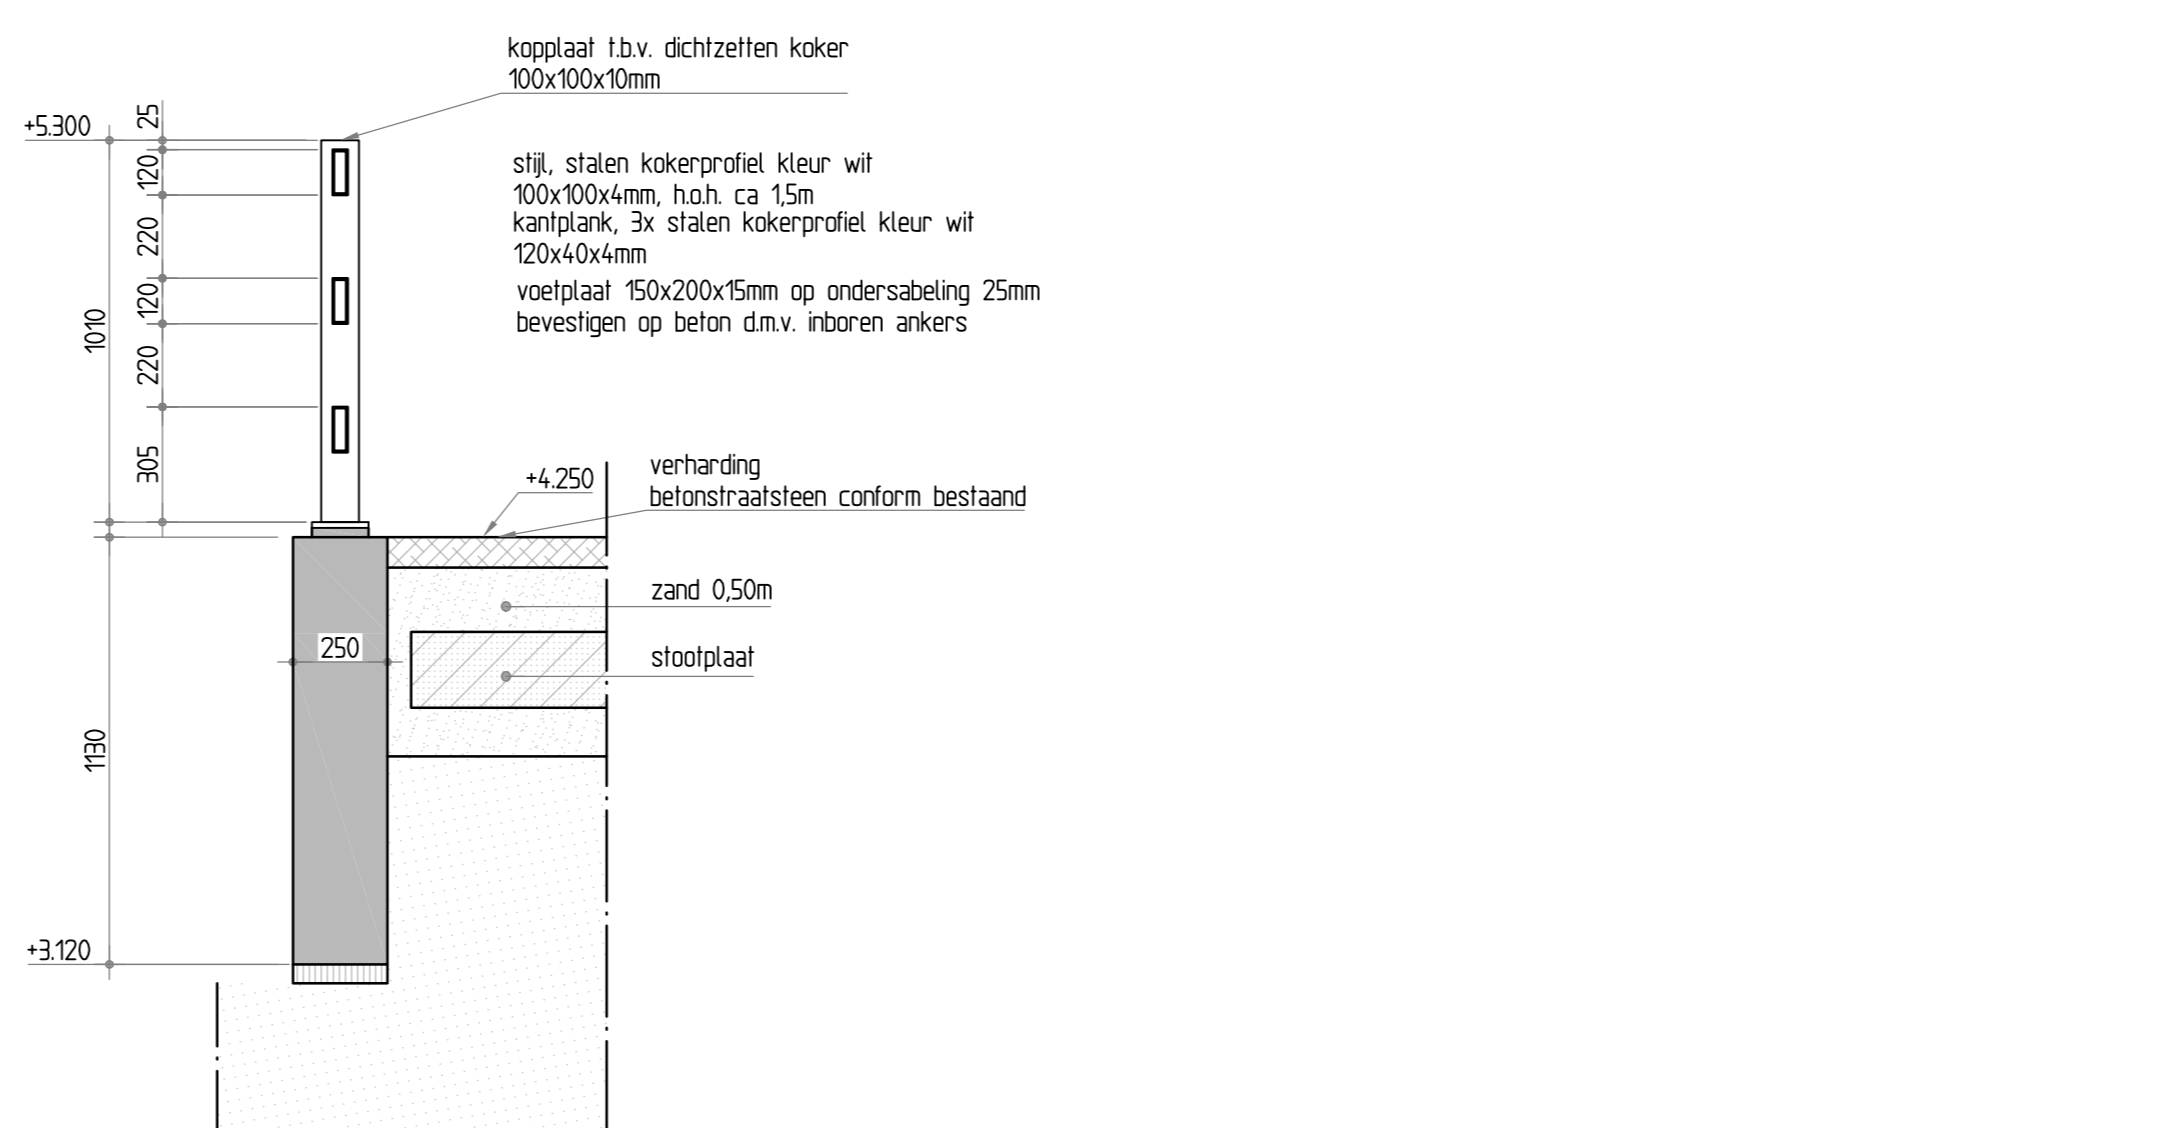 kopplaat t.b.v. dichtzetten koker
100x100x10mm
+5.300
25
120
220
120
220
305
1010
stijl, stalen kokerprofiel kleur wit
100x100x4mm, h.o.h. ca 1,5m
kantplank, 3x stalen kokerprofiel kleur wit
120x40x4mm
voetplaat 150x200x15mm op ondersabeling 25mm
bevestigen op beton d.m.v. inboren ankers
+4.250
verharding
betonstraatsteen conform bestaand
zand 0,50m
250
stootplaat
1130
+3.120